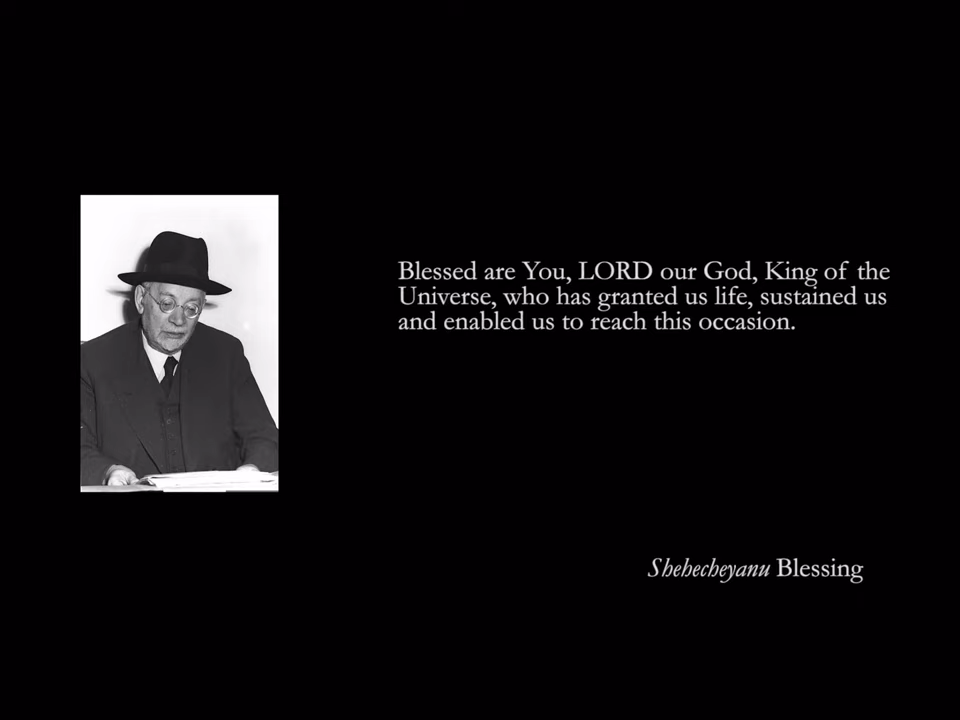 Blessed are You, LORD our God, King of the
Universe, who has granted us life, sustained us
and enabled us to reach this occasion.
Shehecheyanu Blessing